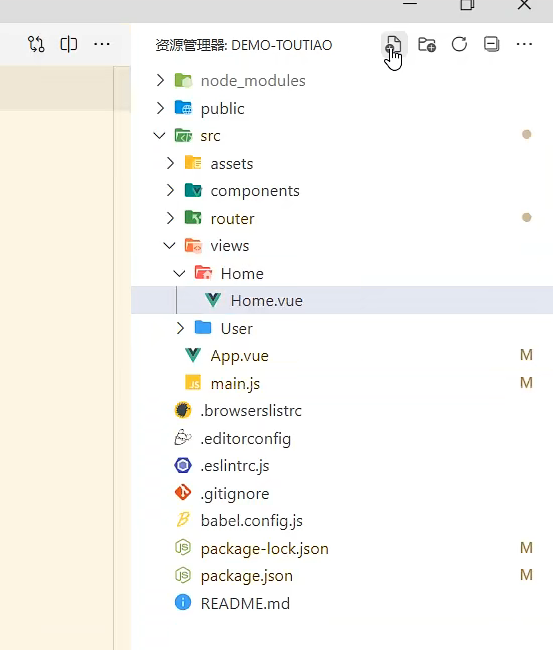 资源管理器: DEMO-TOUTIAO
node_modules
public
src
assets
components
router
views
Home
Home.vue
User
App.vue M
main.js M
.browserslistrc
.editorconfig
.eslintrc.js
.gitignore
babel.config.js
package-lock.json M
package.json M
README.md